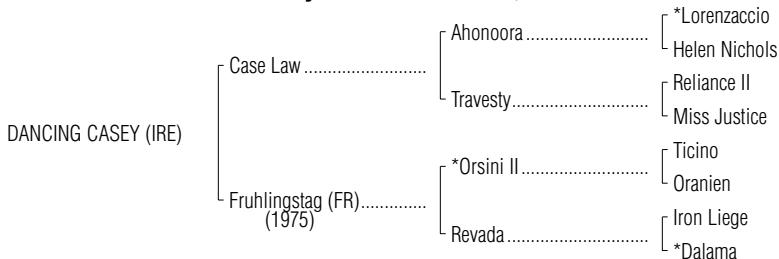 *Lorenzaccio
Ahonoora
Helen Nichols
Case Law
Reliance II
Travesty
Miss Justice
DANCING CASEY (IRE)
Ticino
*Orsini II
Oranien
Fruhlingstag (FR)
(1975)
Iron Liege
Revada
*Dalama